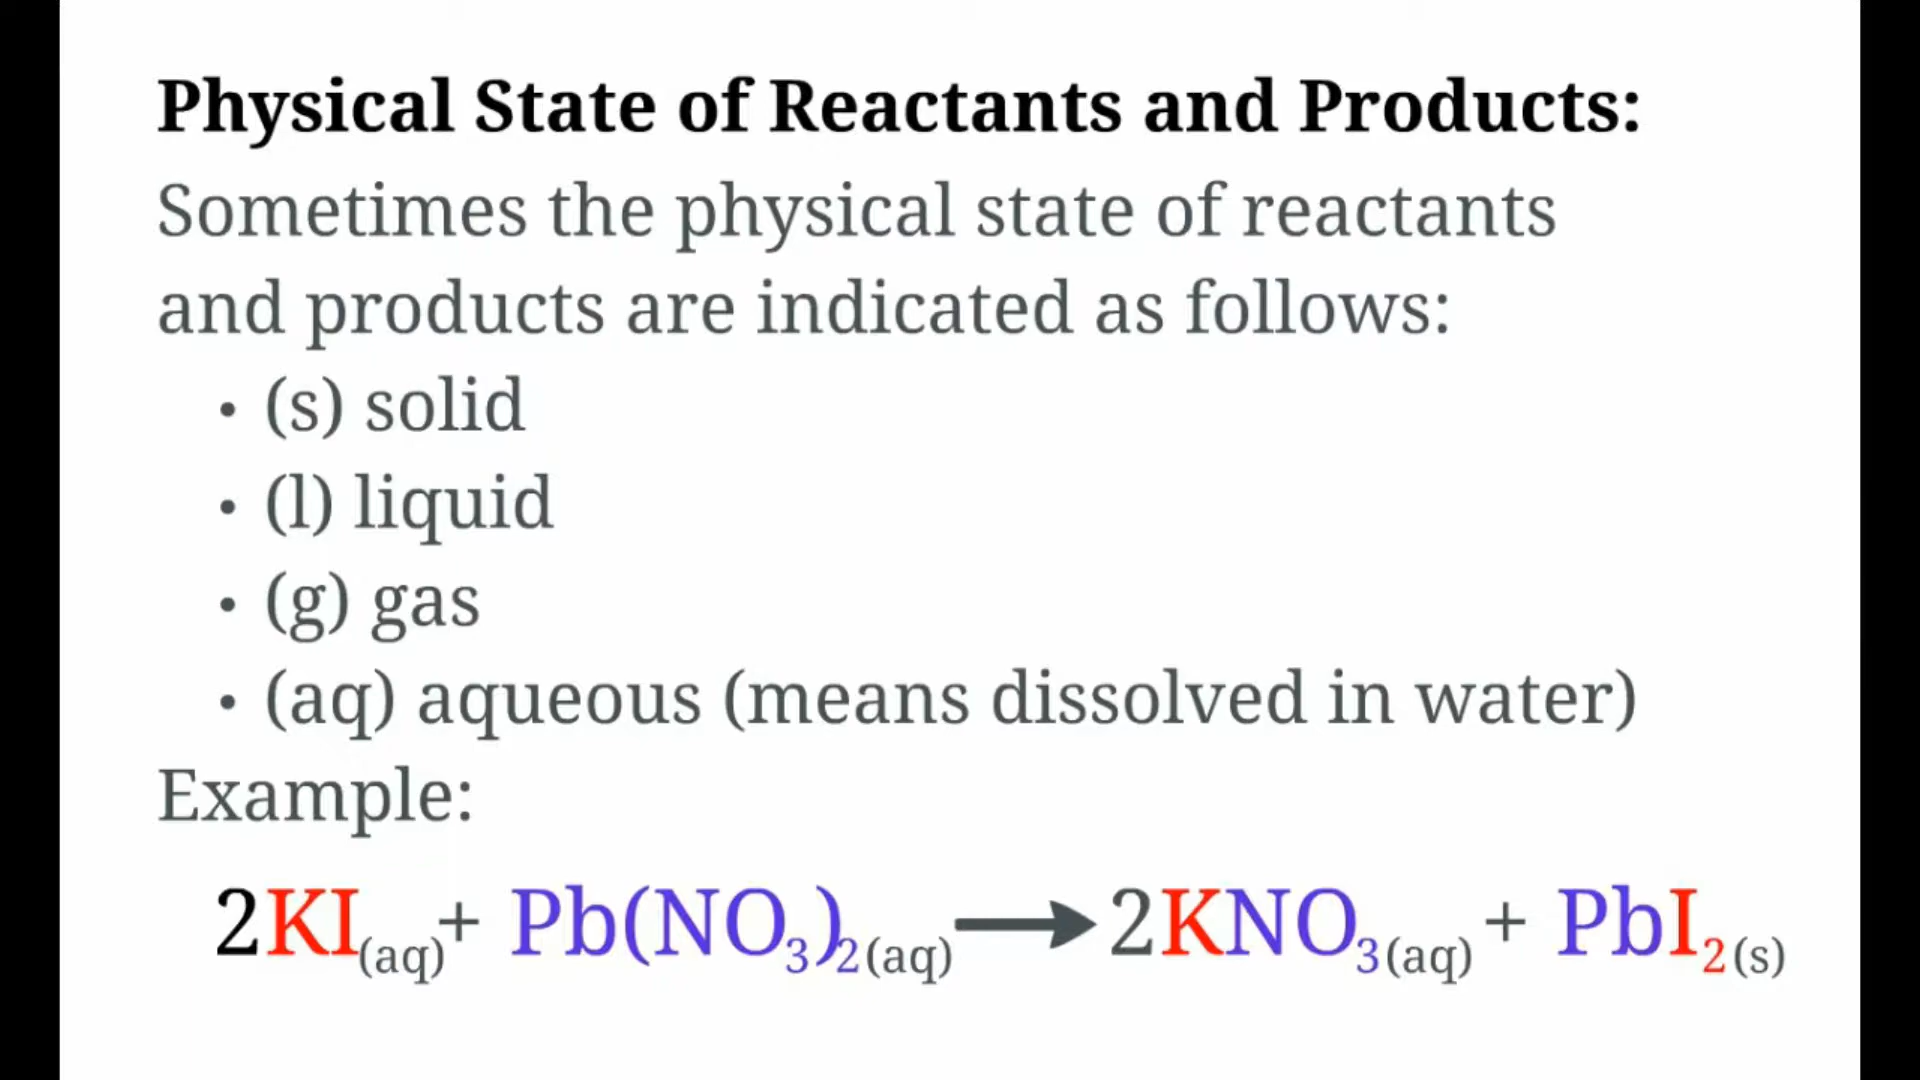 Physical State of Reactants and Products:
Sometimes the physical state of reactants
and products are indicated as follows:
• (s) solid
• (l) liquid
• (g) gas
• (aq) aqueous (means dissolved in water)
Example:
2KI(aq)+ Pb(NO₃)₂(aq)⟶2KNO₃(aq) + PbI₂(s)